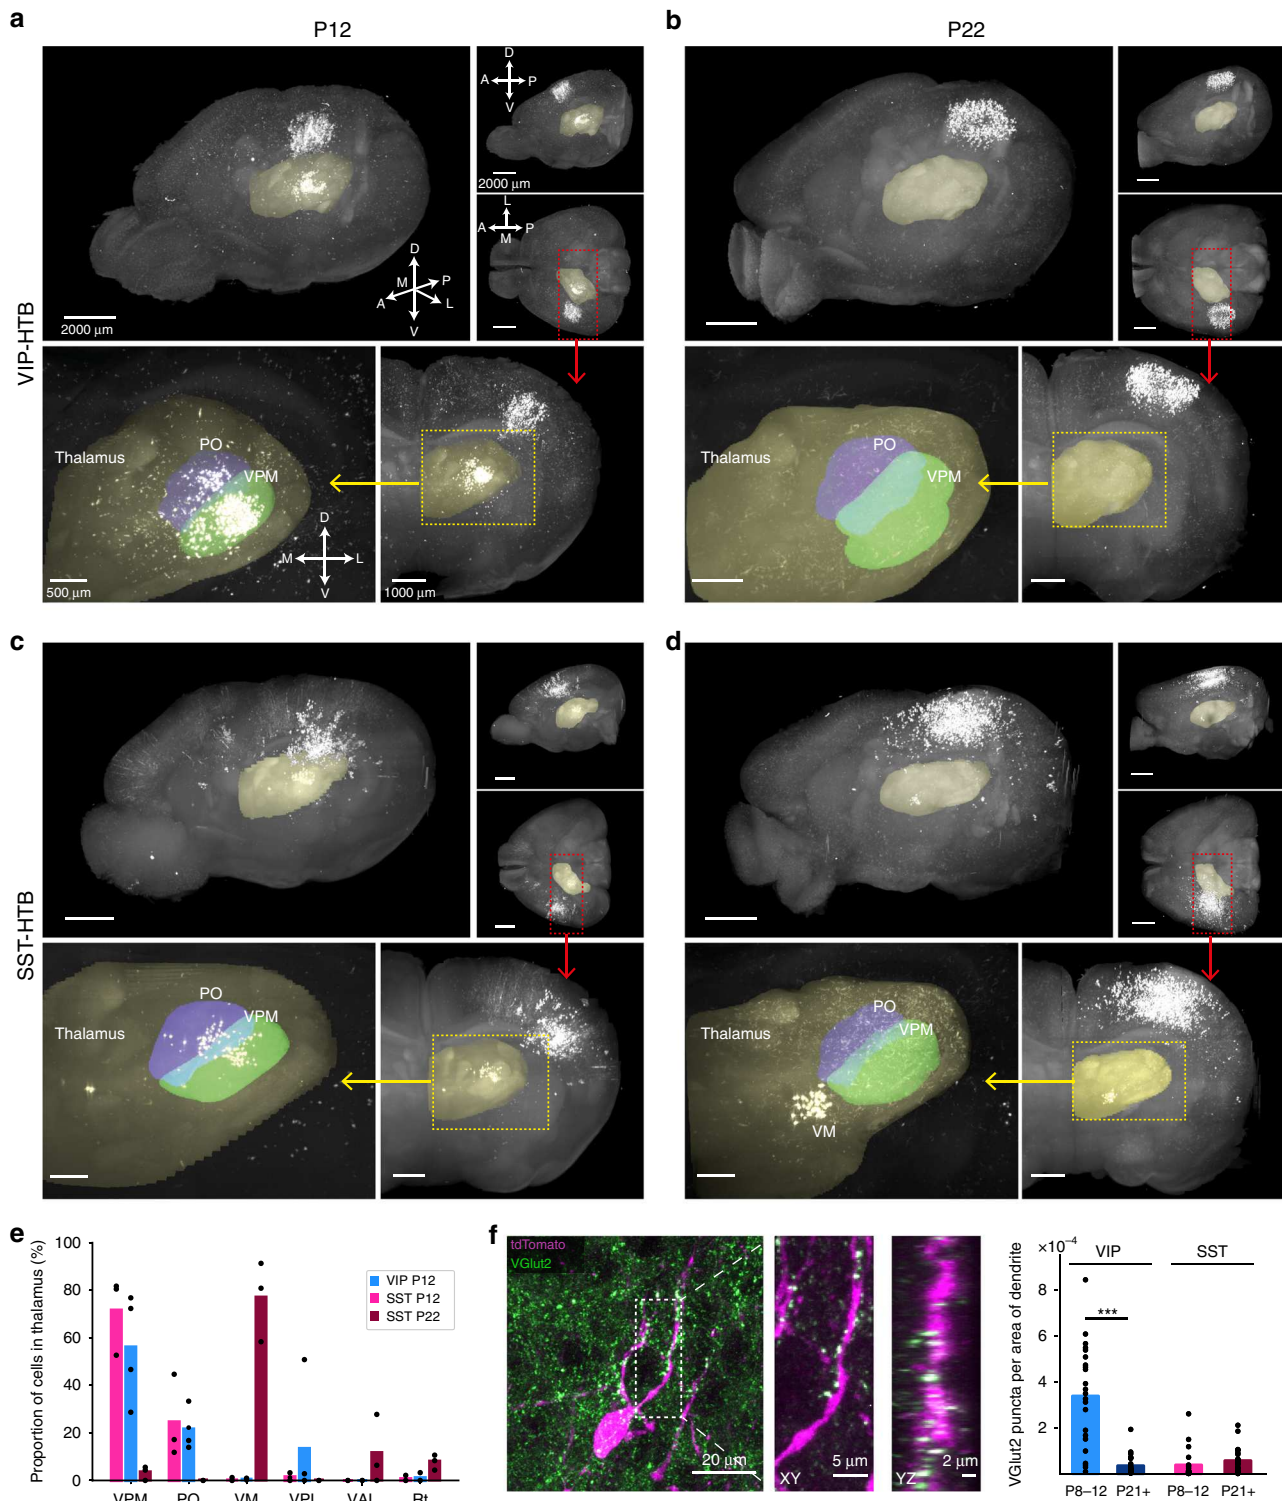 a
P12
b
P22
VIP-HTB
D
A
P
V
2000 μm
L
A
P
M
D
M
P
A
L
V
2000 μm
PO
Thalamus
VPM
D
M
L
V
500 μm
1000 μm
PO
Thalamus
VPM
c
d
SST-HTB
PO
VPM
Thalamus
PO
VPM
Thalamus
VM
e
Proportion of cells in thalamus (%)
100
80
60
40
20
0
VIP P12
SST P12
SST P22
VPM
PO
VM
VPL
VAL
Rt
f
tdTomato
VGlut2
20 μm
XY
5 μm
YZ
2 μm
VGlut2 puncta per area of dendrite
×10⁻⁴
VIP
SST
8
6
4
2
***
P8–12
P21+
P8–12
P21+